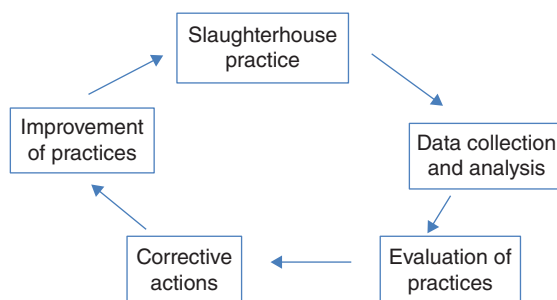 Slaughterhouse
practice
Data collection
and analysis
Evaluation of
practices
Corrective
actions
Improvement
of practices